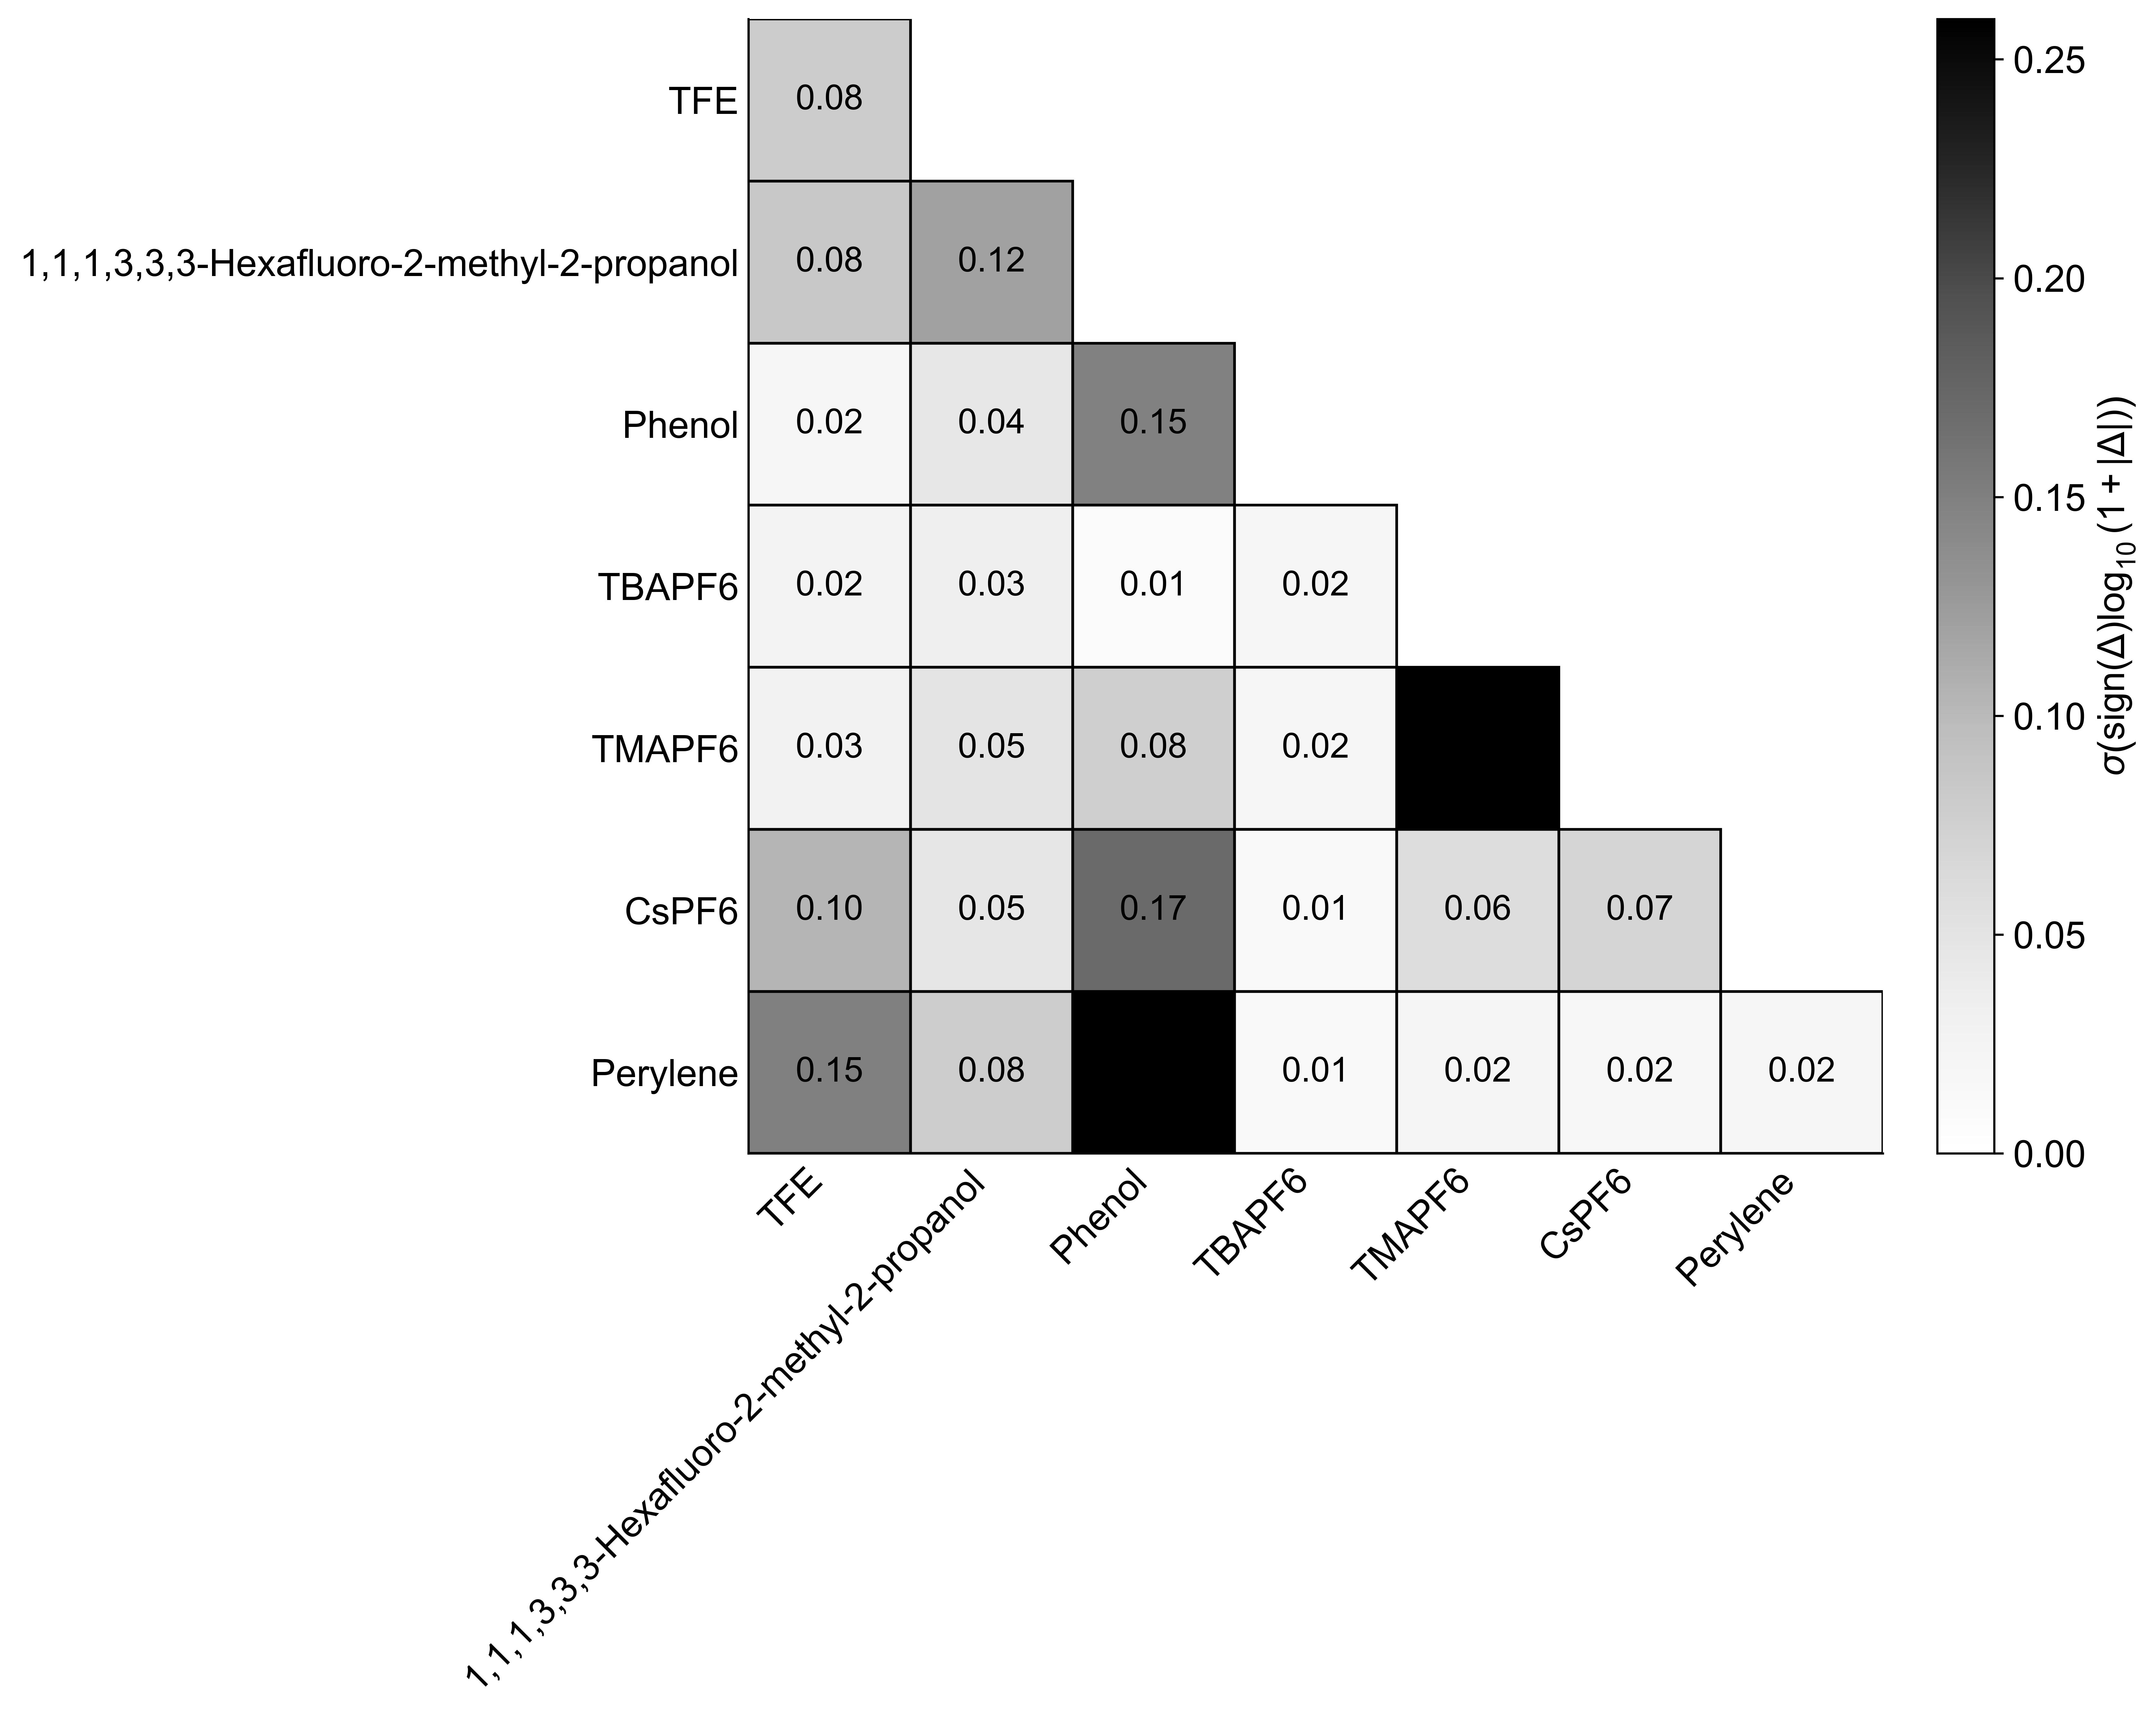 TFE 0.08
1,1,1,3,3,3-Hexafluoro-2-methyl-2-propanol 0.08 0.12
Phenol 0.02 0.04 0.15
TBAPF6 0.02 0.03 0.01 0.02
TMAPF6 0.03 0.05 0.08 0.02
CsPF6 0.10 0.05 0.17 0.01 0.06 0.07
Perylene 0.15 0.08 0.01 0.02 0.02 0.02
TFE
1,1,1,3,3,3-Hexafluoro-2-methyl-2-propanol
Phenol
TBAPF6
TMAPF6
CsPF6
Perylene
0.25
0.20
0.15
0.10
0.05
0.00
σ(sign(Δ)log₁₀(1 + |Δ|))